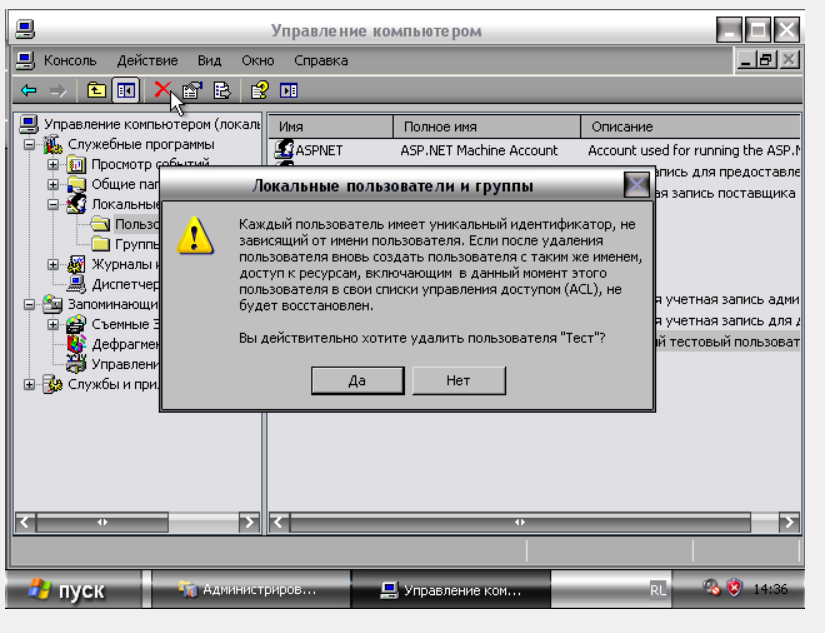 Управление компьютером
Консоль Действие Вид Окно Справка
Управление компьютером (локаль
Служебные программы
Просмотр событий
Общие пап
Локальные
Пользо
Группы
Журналы
Диспетчер
Запоминающи
Съемные З
Дефрагмен
Управлени
Службы и при
Имя Полное имя Описание
ASPNET ASP.NET Machine Account Account used for running the ASP.N
апись для предоставле
ая запись поставщика
я учетная запись адми
я учетная запись для д
й тестовый пользоват
Локальные пользователи и группы
Каждый пользователь имеет уникальный идентификатор, не
зависящий от имени пользователя. Если после удаления
пользователя вновь создать пользователя с таким же именем,
доступ к ресурсам, включающим в данный момент этого
пользователя в свои списки управления доступом (ACL), не
будет восстановлен.
Вы действительно хотите удалить пользователя "Тест"?
Да Нет
пуск Администриров... Управление ком... RL 14:36